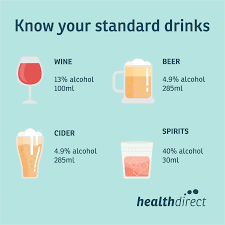 Know your standard drinks
WINE
13% alcohol
100ml
BEER
4.9% alcohol
285ml
CIDER
4.9% alcohol
285ml
SPIRITS
40% alcohol
30ml
healthdirect